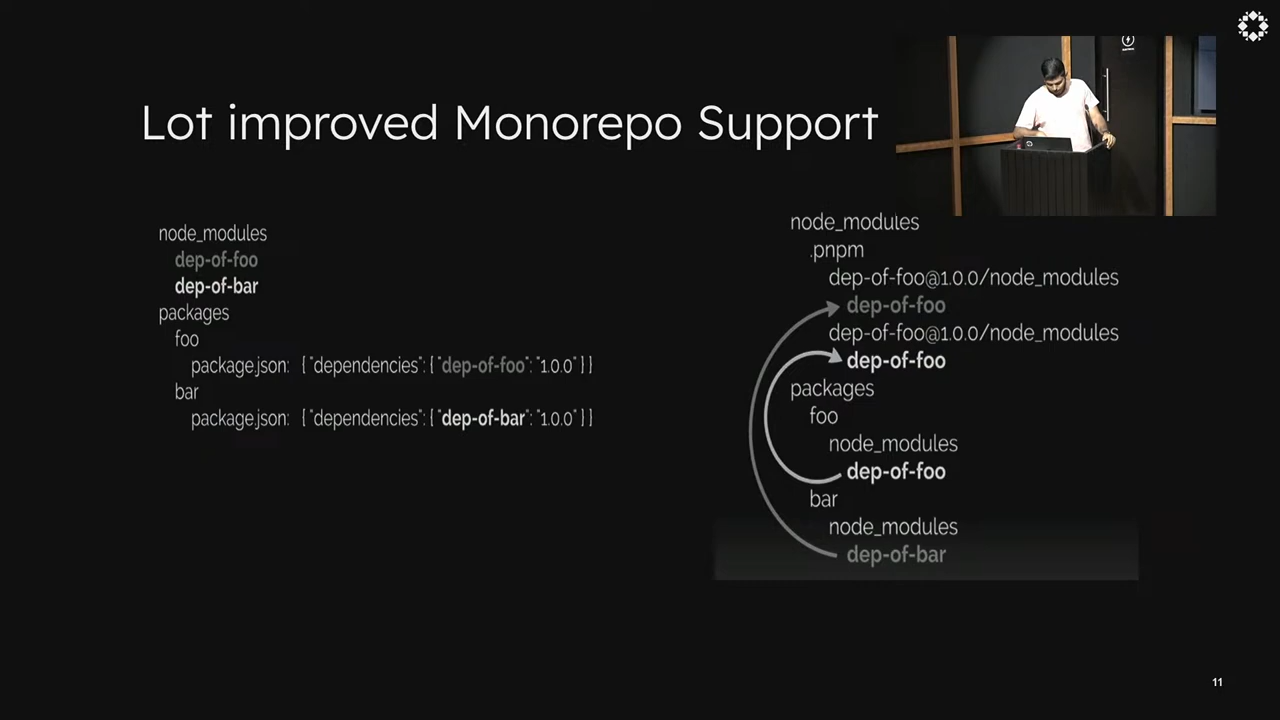 Lot improved Monorepo Support
node_modules
dep-of-foo
dep-of-bar
packages
foo
package.json: { "dependencies": { "dep-of-foo": "1.0.0" } }
bar
package.json: { "dependencies": { "dep-of-bar": "1.0.0" } }
node_modules
.pnpm
dep-of-foo@1.0.0/node_modules
dep-of-foo
dep-of-foo@1.0.0/node_modules
dep-of-foo
packages
foo
node_modules
dep-of-foo
bar
node_modules
dep-of-bar
11